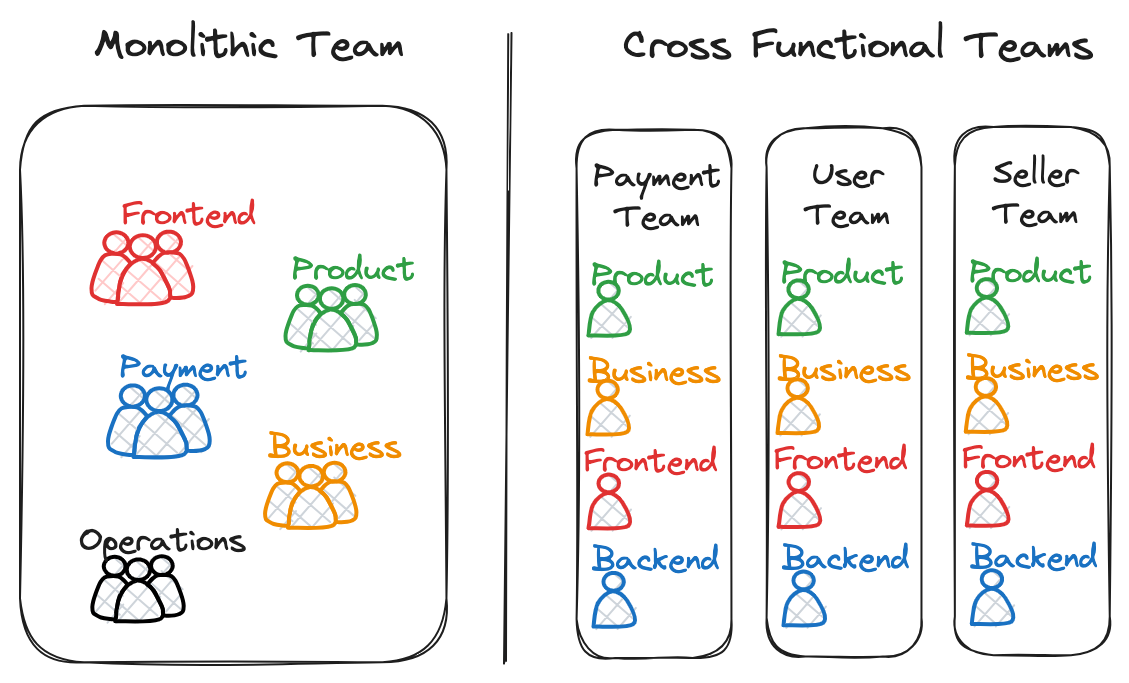 Monolithic Team
Frontend
Product
Payment
Business
Operations
Cross Functional Teams
Payment
Team
Product
Business
Frontend
Backend
User
Team
Product
Business
Frontend
Backend
Seller
Team
Product
Business
Frontend
Backend